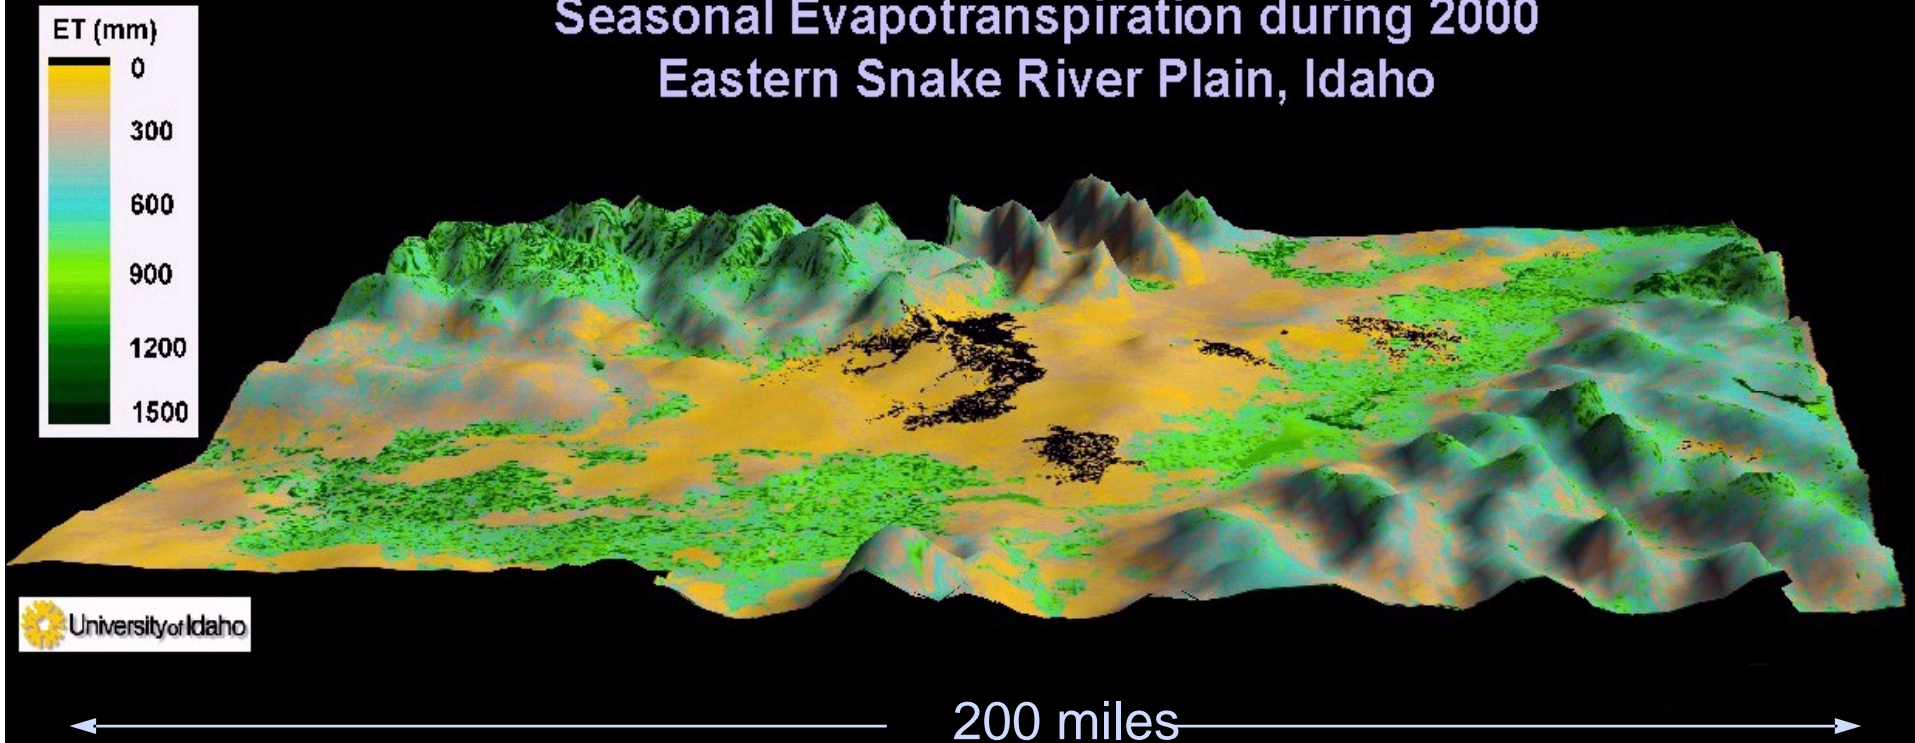 Seasonal Evapotranspiration during 2000
Eastern Snake River Plain, Idaho
ET (mm)
0
300
600
900
1200
1500
University of Idaho
200 miles